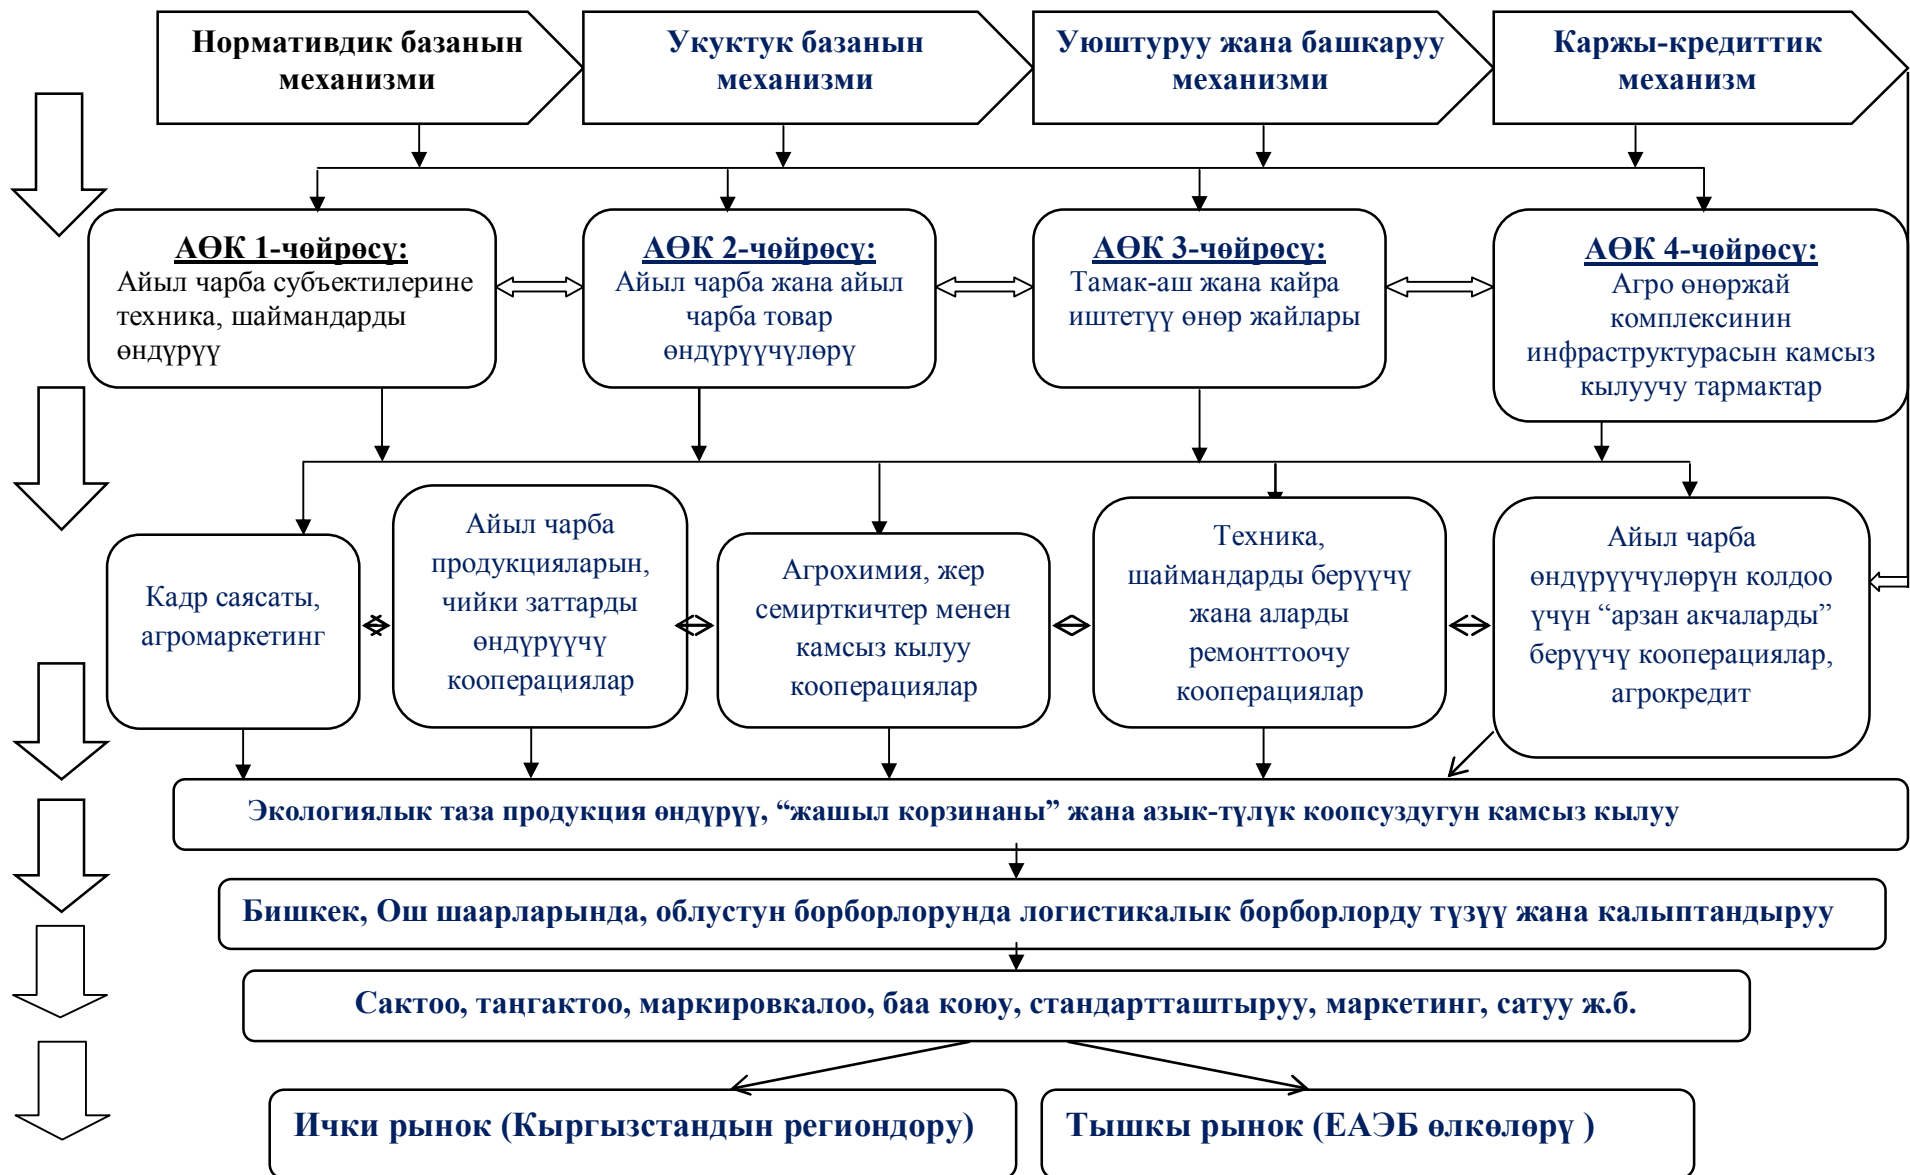 Нормативдик базанын
механизми
Укуктук базанын
механизми
Уюштуруу жана башкаруу
механизми
Каржы-кредиттик
механизм
АӨК 1-чөйрөсү:
Айыл чарба субъектилерине
техника, шаймандарды
өндүрүү
АӨК 2-чөйрөсү:
Айыл чарба жана айыл
чарба товар
өндүрүүчүлөрү
АӨК 3-чөйрөсү:
Тамак-аш жана кайра
иштетүү өнөр жайлары
АӨК 4-чөйрөсү:
Агро өнөржай
комплексинин
инфраструктурасын камсыз
кылуучу тармактар
Кадр саясаты,
агромаркетинг
Айыл чарба
продукцияларын,
чийки заттарды
өндүрүүчү
кооперациялар
Агрохимия, жер
семирткичтер менен
камсыз кылуу
кооперациялар
Техника,
шаймандарды берүүчү
жана аларды
ремонттоочу
кооперациялар
Айыл чарба
өндүрүүчүлөрүн колдоо
үчүн “арзан акчаларды”
берүүчү кооперациялар,
агрокредит
Экологиялык таза продукция өндүрүү, “жашыл корзинаны” жана азык-түлүк коопсуздугун камсыз кылуу
Бишкек, Ош шаарларында, облустун борборлорунда логистикалык борборлорду түзүү жана калыптандыруу
Сактоо, таңгактоо, маркировкалоо, баа коюу, стандартташтыруу, маркетинг, сатуу ж.б.
Ички рынок (Кыргызстандын региондору)
Тышкы рынок (ЕАЭБ өлкөлөрү )